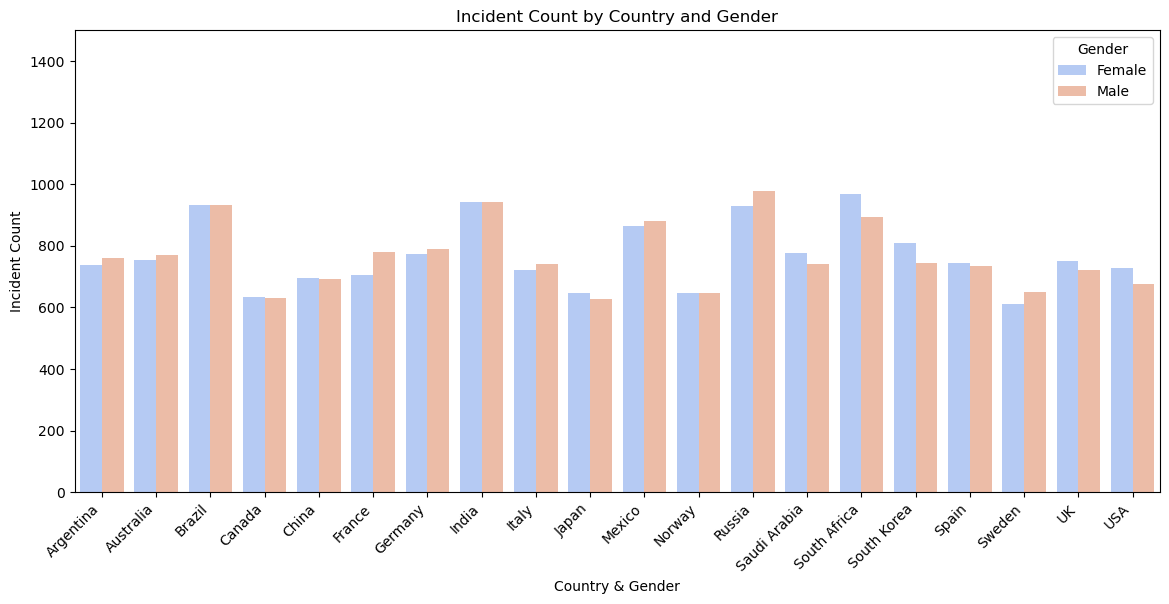 Incident Count by Country and Gender
Gender
Female
Male
Incident Count
1400
1200
1000
800
600
400
200
0
Argentina
Australia
Brazil
Canada
China
France
Germany
India
Italy
Japan
Mexico
Norway
Russia
Saudi Arabia
South Africa
South Korea
Spain
Sweden
UK
USA
Country & Gender